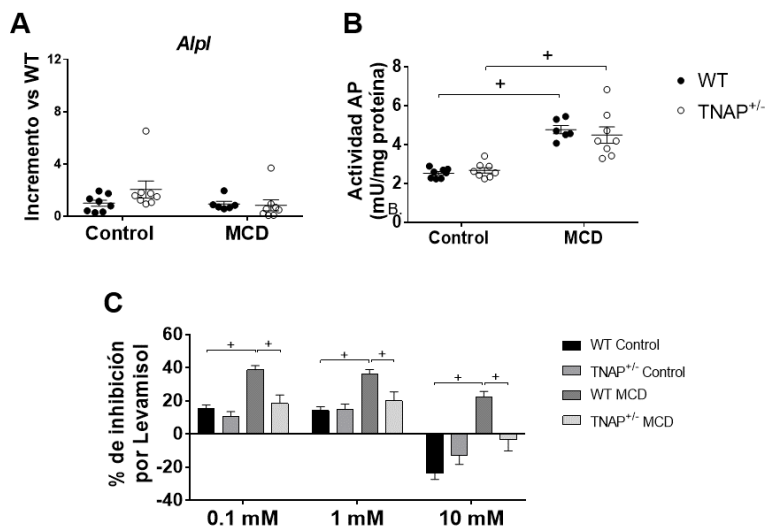 A
Alpl
Incremento vs WT
12
8
4
0
Control
MCD
B
Actividad AP
(mU/mg proteína)
8
6
4
2
0
B.
+
+
Control
MCD
WT
TNAP+/-
C
% de inhibición
por Levamisol
60
40
20
0
-20
-40
+
+
+
+
+
+
0.1 mM
1 mM
10 mM
WT Control
TNAP+/- Control
WT MCD
TNAP+/- MCD